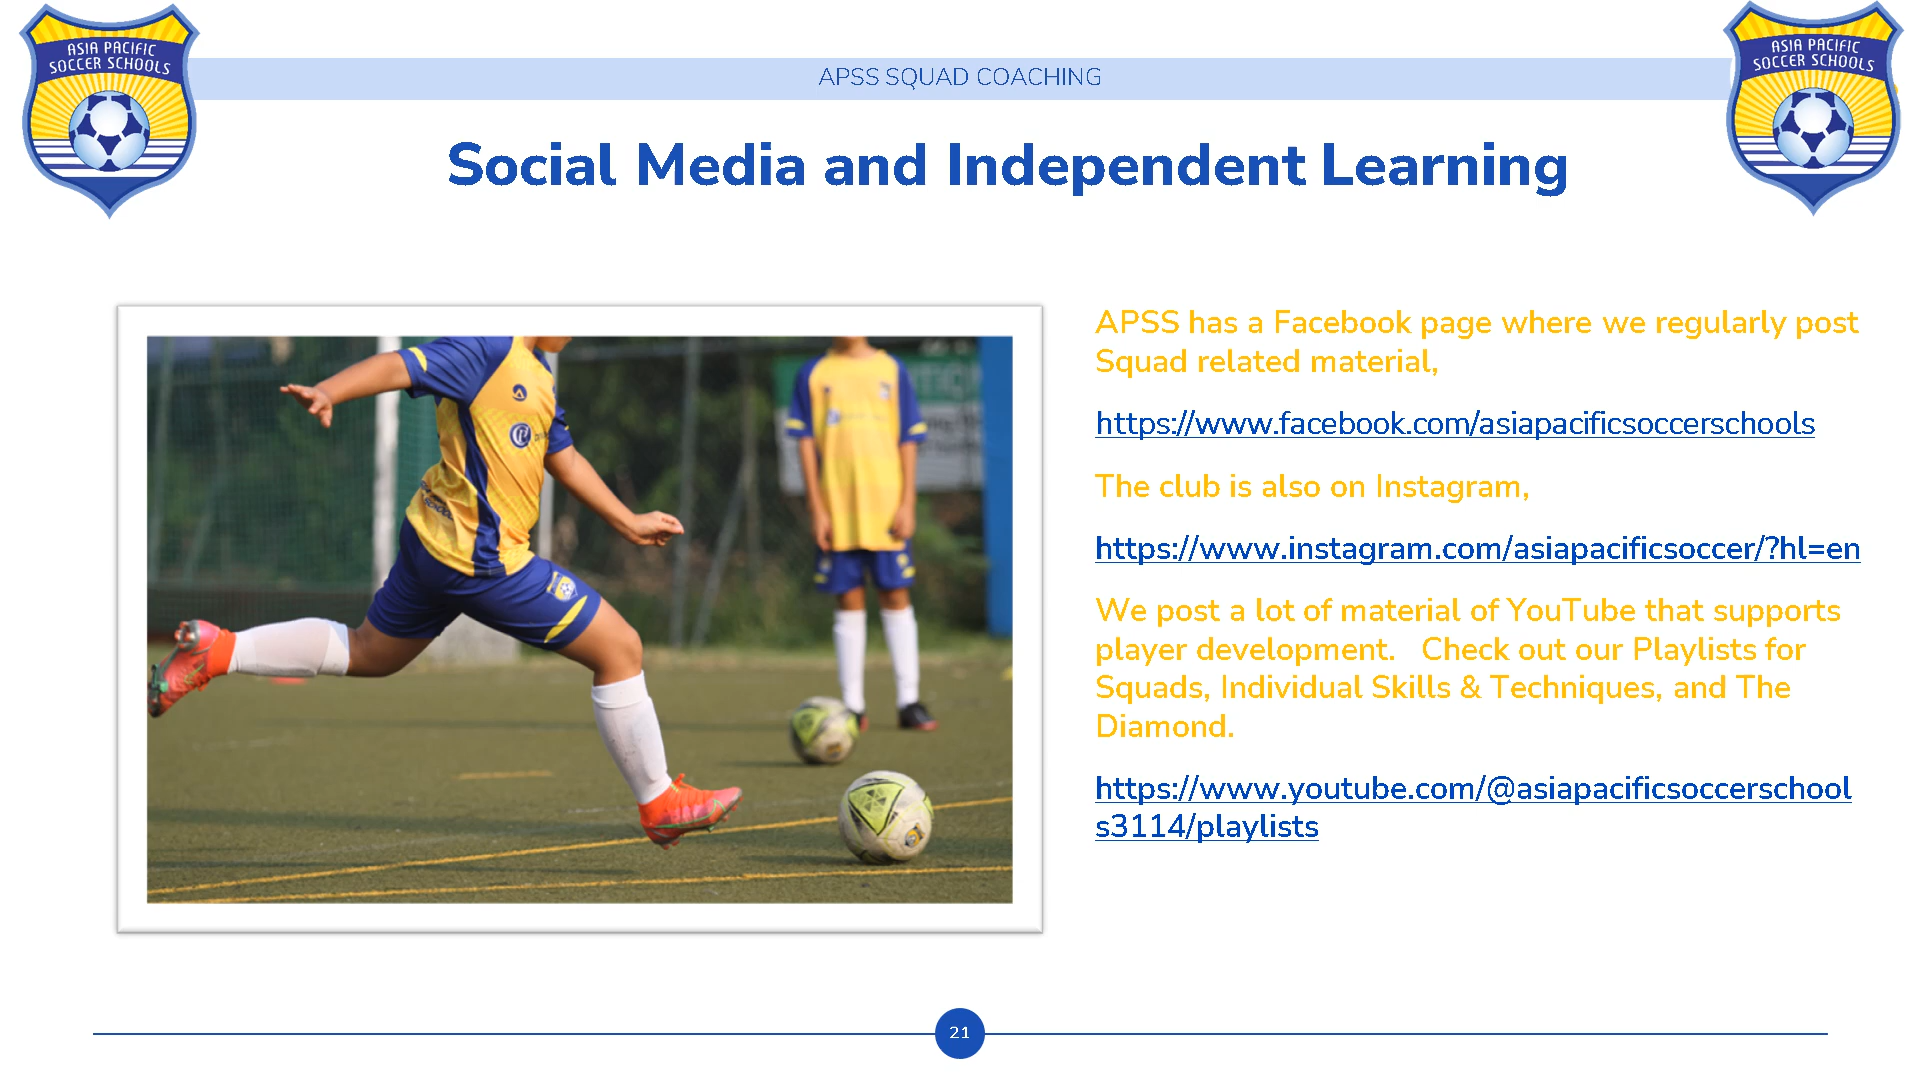 ASIA PACIFIC
SOCCER SCHOOLS
ASIA PACIFIC
SOCCER SCHOOLS
APSS SQUAD COACHING
Social Media and Independent Learning
APSS has a Facebook page where we regularly post
Squad related material,
https://www.facebook.com/asiapacificsoccerschools
The club is also on Instagram,
https://www.instagram.com/asiapacificsoccer/?hl=en
We post a lot of material of YouTube that supports
player development.   Check out our Playlists for
Squads, Individual Skills & Techniques, and The
Diamond.
https://www.youtube.com/@asiapacificsoccerschool
s3114/playlists
21